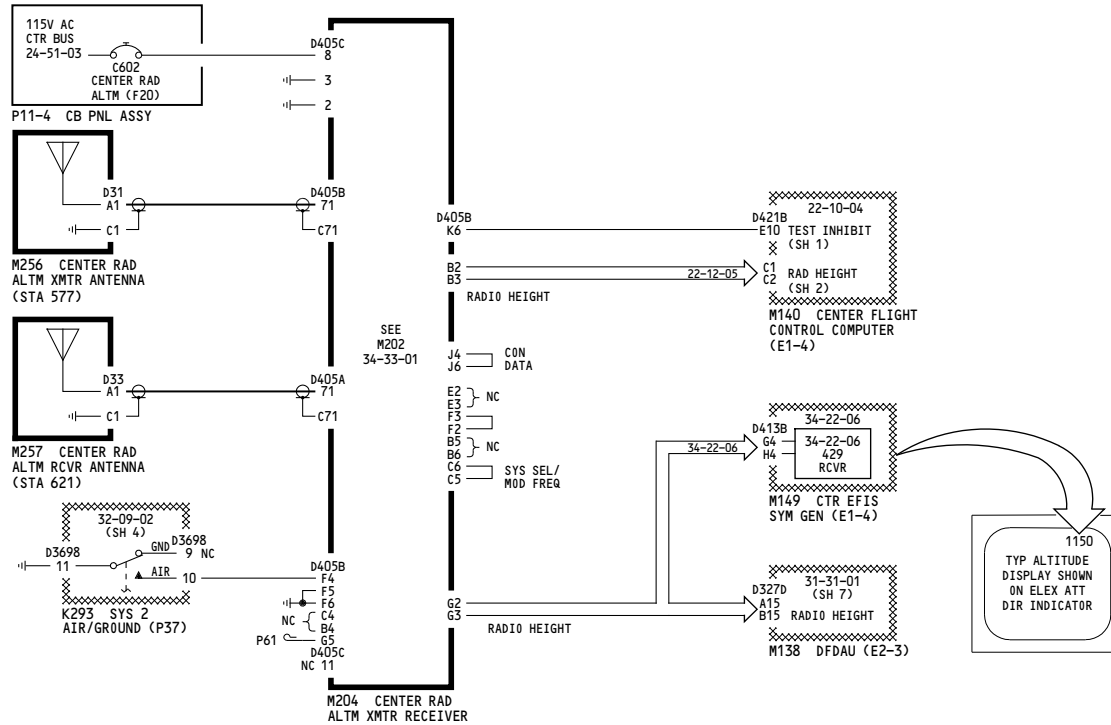 115V AC
CTR BUS
24-51-03
C602
CENTER RAD
ALTM (F20)
P11-4 CB PNL ASSY
D405C
8
3
2
D31
A1
C1
D405B
71
C71
M256 CENTER RAD
ALTM XMTR ANTENNA
(STA 577)
D33
A1
C1
D405A
71
C71
M257 CENTER RAD
ALTM RCVR ANTENNA
(STA 621)
32-09-02
(SH 4)
D3698
11
GND
D3698
9 NC
AIR
10
K293 SYS 2
AIR/GROUND (P37)
D405B
F4
F5
F6
NC
C4
B4
P61
G5
D405C
NC 11
SEE
M202
34-33-01
M204 CENTER RAD
ALTM XMTR RECEIVER
D405B
K6
B2
B3
RADIO HEIGHT
22-12-05
J4
J6
CON
DATA
E2
E3
NC
F3
F2
B5
B6
NC
C6
C5
SYS SEL/
MOD FREQ
G2
G3
RADIO HEIGHT
34-22-06
22-10-04
D421B
E10
TEST INHIBIT
(SH 1)
C1
C2
RAD HEIGHT
(SH 2)
M140 CENTER FLIGHT
CONTROL COMPUTER
(E1-4)
34-22-06
D413B
G4
H4
34-22-06
429
RCVR
M149 CTR EFIS
SYM GEN (E1-4)
31-31-01
(SH 7)
D327D
A15
B15
RADIO HEIGHT
M138 DFDAU (E2-3)
1150
TYP ALTITUDE
DISPLAY SHOWN
ON ELEX ATT
DIR INDICATOR